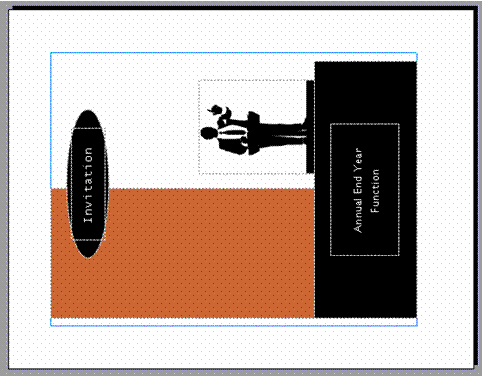 Invitation
Annual End Year
Function